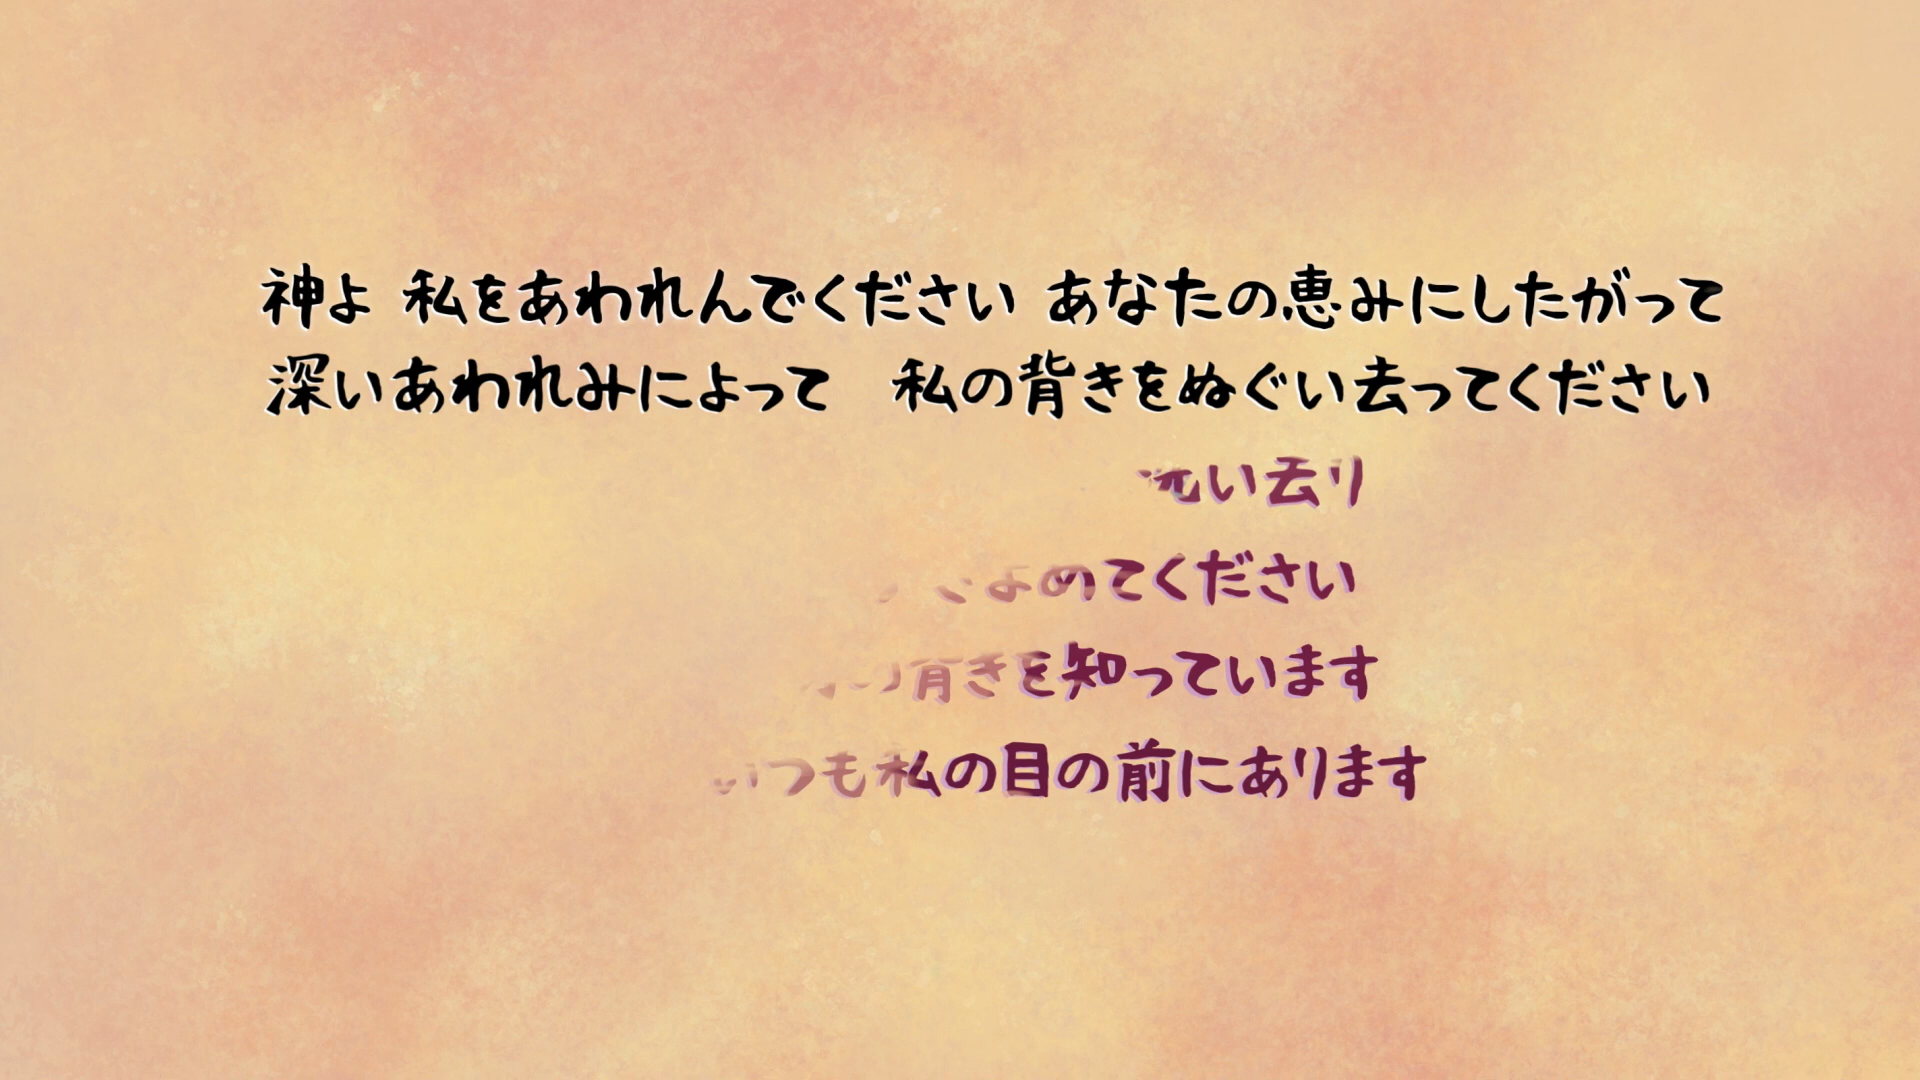 神よ 私をあわれんでください あなたの恵みにしたがって
深いあわれみによって　私の背きをぬぐい去ってください
洗い去り
きよめてください
の背きを知っています
いつも私の目の前にあります